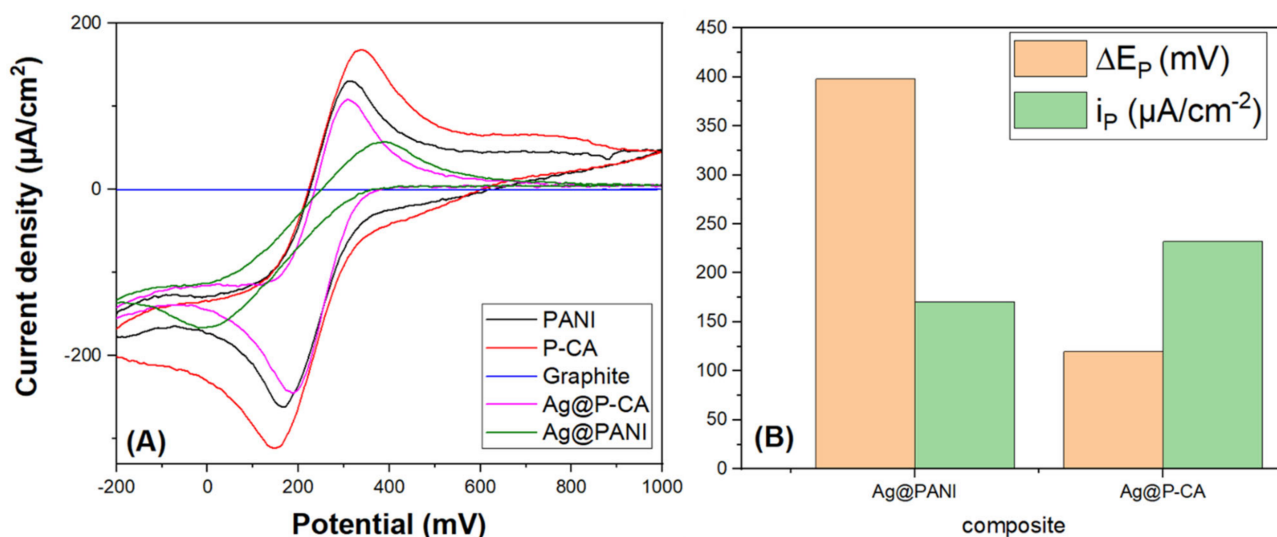 200
0
-200
Current density (µA/cm²)
(A)
PANI
P-CA
Graphite
Ag@P-CA
Ag@PANI
-200
0
200
400
600
800
1000
Potential (mV)
450
400
350
300
250
200
150
100
50
0
ΔE_P (mV)
i_P (µA/cm⁻²)
(B)
Ag@PANI
Ag@P-CA
composite